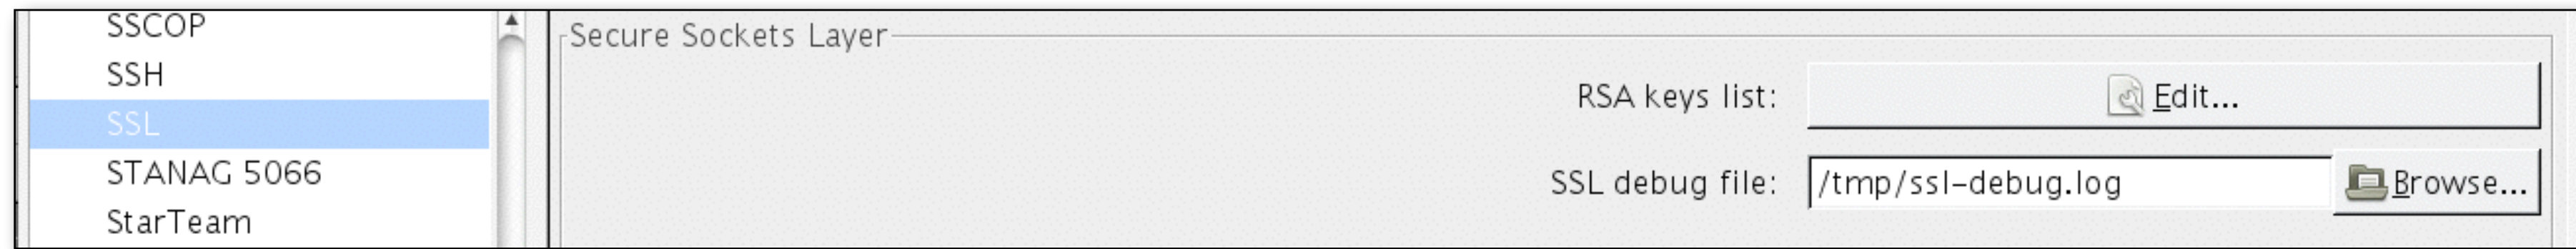 SSCOP
SSH
SSL
STANAG 5066
StarTeam
Secure Sockets Layer
RSA keys list:
Edit...
SSL debug file:
/tmp/ssl-debug.log
Browse...